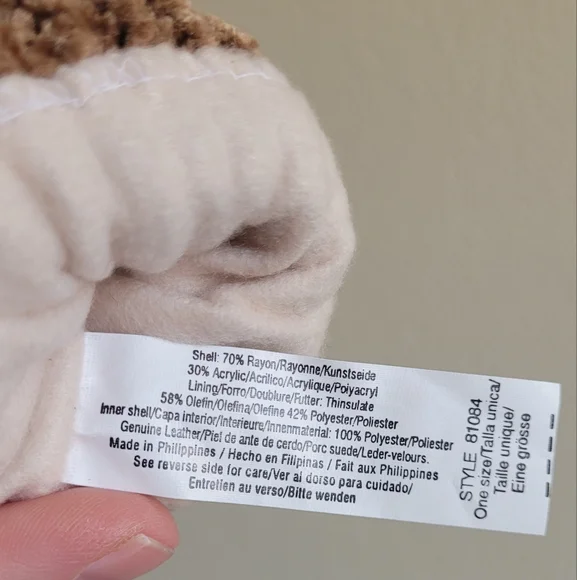 Shell: 70% Rayon/Rayonne/Kunstseide
30% Acrylic/Acrilico/Acrylique/Polyacryl
Lining/Forro/Doublure/Futter: Thinsulate
58% Olefin/Olefina/Olefine 42% Polyester/Poliester
Inner shell/Capa interior/Interieure/Innenmaterial: 100% Polyester/Poliester
Genuine Leather/Piel de ante de cerdo/Porc suede/Leder-velours.
Made in Philippines / Hecho en Filipinas / Fait aux Philippines
See reverse side for care/Ver al dorso para cuidado/
Entretien au verso/Bitte wenden
STYLE 81084
One size/Talla unica/
Taille unique/
Eine grösse